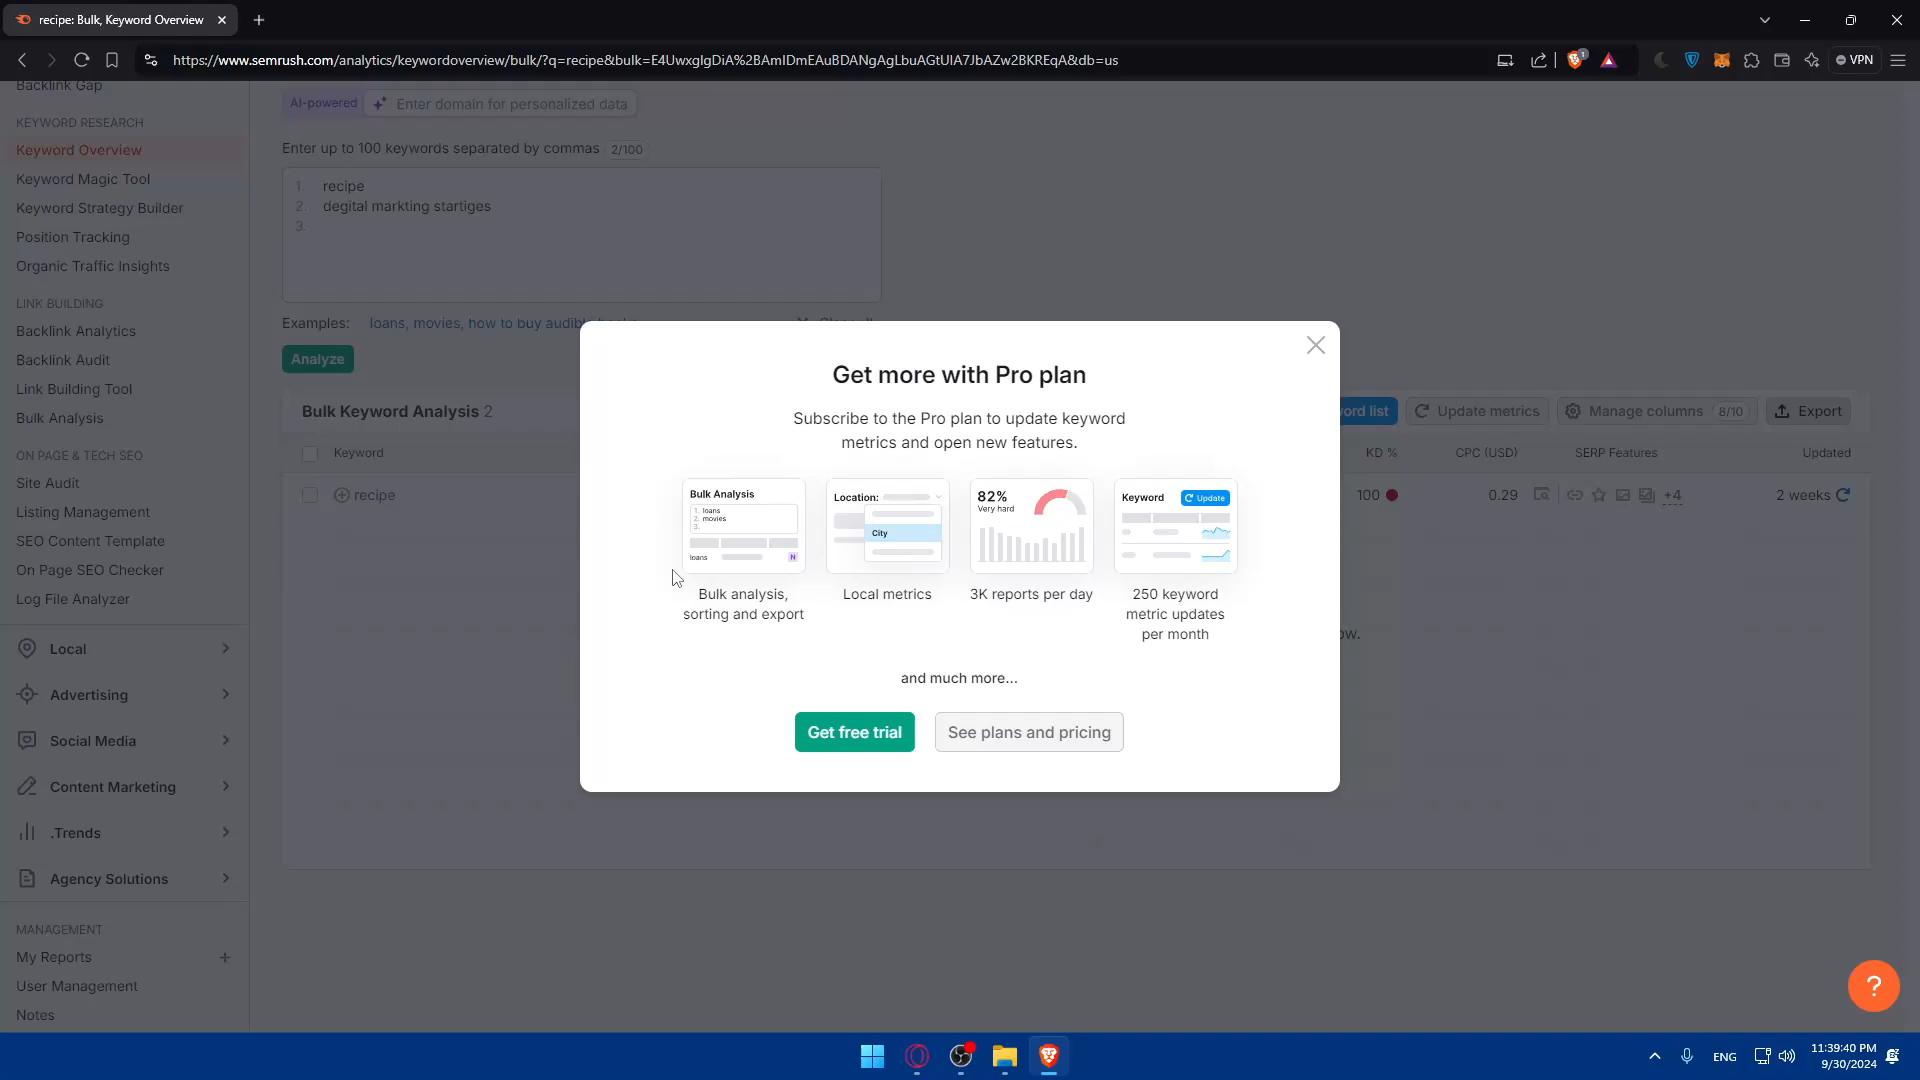 recipe: Bulk, Keyword Overview
https://www.semrush.com/analytics/keywordoverview/bulk/?q=recipe&bulk=E4UwxgIgDiA%2BAmIDmEAuBDANgAgLbuAGtUIA7JbAZw2BKREqA&db=us
VPN
Backlink Gap
KEYWORD RESEARCH
Keyword Overview
Keyword Magic Tool
Keyword Strategy Builder
Position Tracking
Organic Traffic Insights
LINK BUILDING
Backlink Analytics
Backlink Audit
Link Building Tool
Bulk Analysis
ON PAGE & TECH SEO
Site Audit
Listing Management
SEO Content Template
On Page SEO Checker
Log File Analyzer
Local
Advertising
Social Media
Content Marketing
.Trends
Agency Solutions
MANAGEMENT
My Reports
User Management
Notes
AI-powered Enter domain for personalized data
Enter up to 100 keywords separated by commas 2/100
1. recipe
2. degital markting startiges
3.
Examples: loans, movies, how to buy audible
Analyze
Bulk Keyword Analysis 2
word list Update metrics Manage columns 8/10 Export
Keyword KD % CPC (USD) SERP Features Updated
recipe 100 0.29 +4 2 weeks
Get more with Pro plan
Subscribe to the Pro plan to update keyword
metrics and open new features.
Bulk Analysis
1. loans
2. movies
3.
loans N
Bulk analysis,
sorting and export
Location:
City
Local metrics
82%
Very hard
3K reports per day
Keyword Update
250 keyword
metric updates
per month
and much more...
Get free trial See plans and pricing
?
ENG
11:39:40 PM
9/30/2024